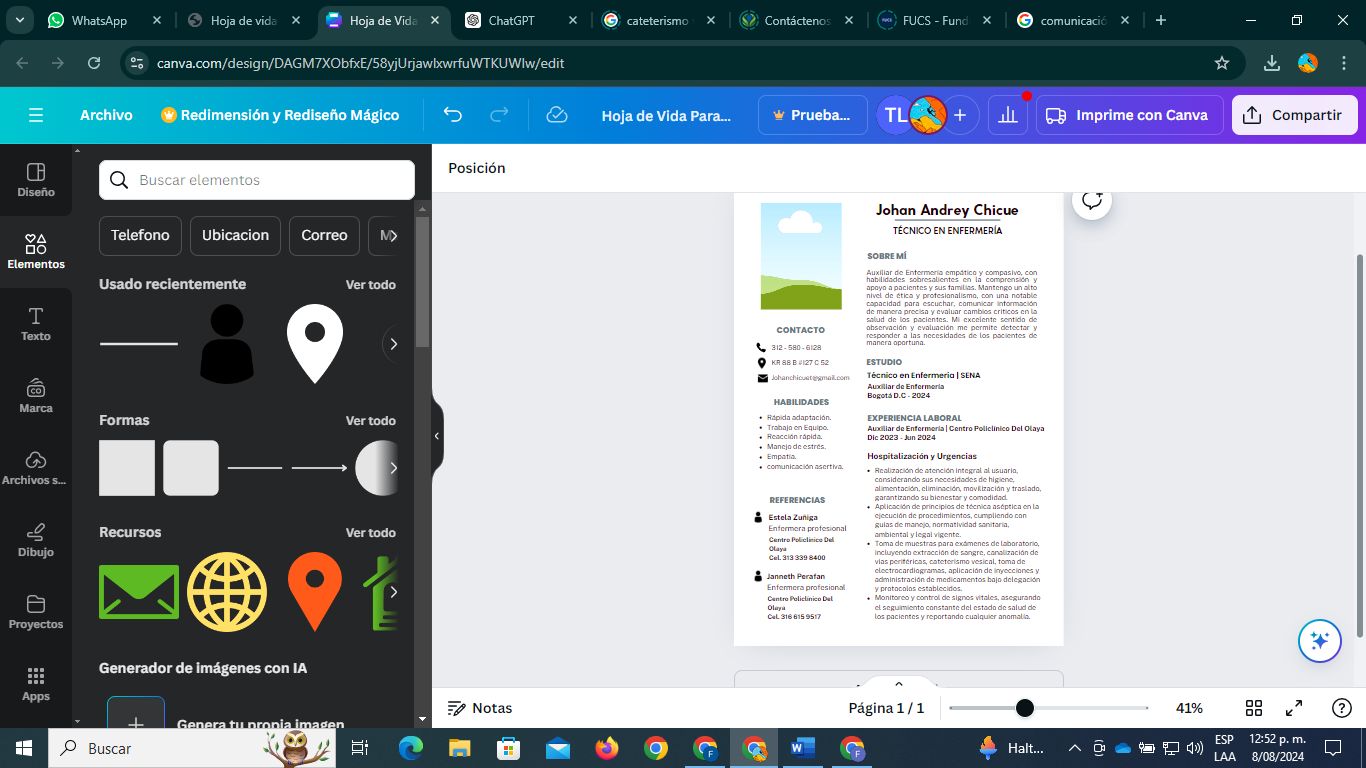 WhatsApp
Hoja de vida
Hoja de Vida
ChatGPT
cateterismo
Contáctenos
FUCS - Fund
comunicació
canva.com/design/DAGM7XObfxE/58yjUrjawlxwrfuWTKUWIw/edit
Archivo
Redimensión y Rediseño Mágico
Hoja de Vida Para...
Prueba...
TL
Imprime con Canva
Compartir
Diseño
Elementos
Texto
Marca
Archivos s...
Dibujo
Proyectos
Apps
Buscar elementos
Telefono
Ubicacion
Correo
Usado recientemente
Ver todo
Formas
Ver todo
Recursos
Ver todo
Generador de imágenes con IA
Genera tu propia imagen
Posición
Johan Andrey Chicue
TÉCNICO EN ENFERMERÍA
CONTACTO
312 - 580 - 6128
KR 88 B #127 C 52
Johanchicuet@gmail.com
HABILIDADES
Rápida adaptación.
Trabajo en Equipo.
Reacción rápida.
Manejo de estrés.
Empatía.
comunicación asertiva.
REFERENCIAS
Estela Zuñiga
Enfermera profesional
Centro Policlínico Del
Olaya
Cel. 313 339 8400
Janneth Perafan
Enfermera profesional
Centro Policlínico Del
Olaya
Cel. 316 615 9517
SOBRE MÍ
Auxiliar de Enfermería empático y compasivo, con
habilidades sobresalientes en la comprensión y
apoyo a pacientes y sus familias. Mantengo un alto
nivel de ética y profesionalismo, con una notable
capacidad para escuchar, comunicar información
de manera precisa y evaluar cambios críticos en la
salud de los pacientes. Mi excelente sentido de
observación y evaluación me permite detectar y
responder a las necesidades de los pacientes de
manera oportuna.
ESTUDIO
Técnico en Enfermería | SENA
Auxiliar de Enfermería
Bogotá D.C - 2024
EXPERIENCIA LABORAL
Auxiliar de Enfermería | Centro Policlínico Del Olaya
Dic 2023 - Jun 2024
Hospitalización y Urgencias
Realización de atención integral al usuario,
considerando sus necesidades de higiene,
alimentación, eliminación, movilización y traslado,
garantizando su bienestar y comodidad.
Aplicación de principios de técnica aséptica en la
ejecución de procedimientos, cumpliendo con
guías de manejo, normatividad sanitaria,
ambiental y legal vigente.
Toma de muestras para exámenes de laboratorio,
incluyendo extracción de sangre, canalización de
vías periféricas, cateterismo vesical, toma de
electrocardiogramas, aplicación de inyecciones y
administración de medicamentos bajo delegación
y protocolos establecidos.
Monitoreo y control de signos vitales, asegurando
el seguimiento constante del estado de salud de
los pacientes y reportando cualquier anomalía.
Notas
Página 1 / 1
41%
Buscar
Halt...
ESP
LAA
12:52 p. m.
8/08/2024